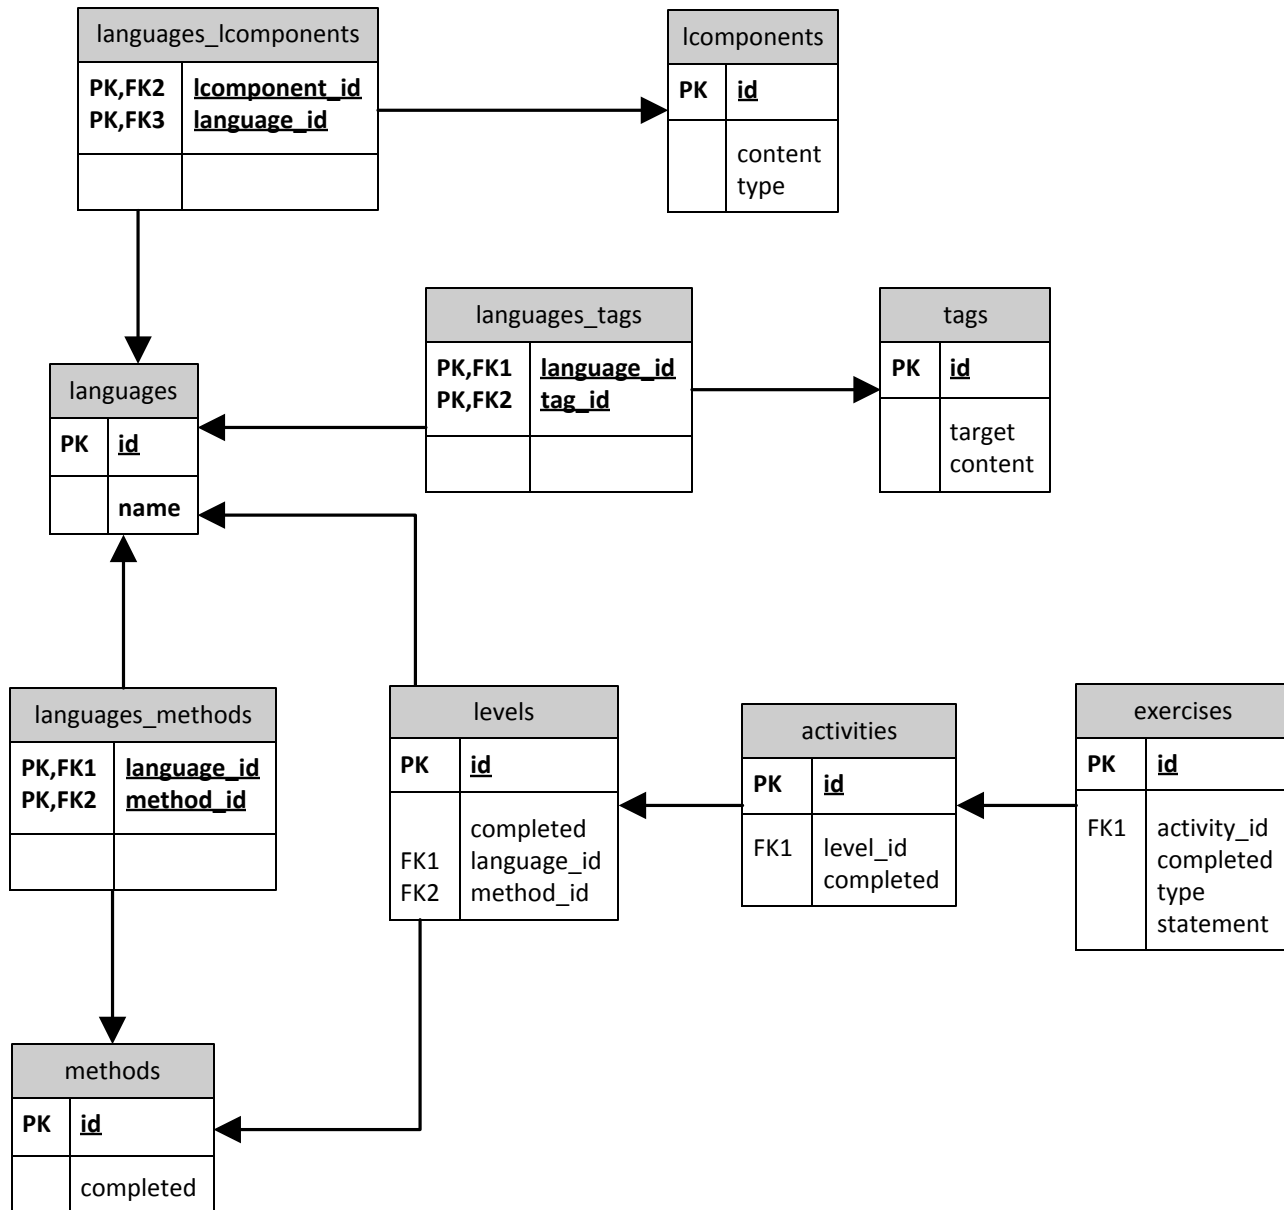 languages_lcomponents
PK,FK2 lcomponent_id
PK,FK3 language_id
lcomponents
PK id
content
type
languages_tags
PK,FK1 language_id
PK,FK2 tag_id
tags
PK id
target
content
languages
PK id
name
languages_methods
PK,FK1 language_id
PK,FK2 method_id
levels
PK id
completed
FK1 language_id
FK2 method_id
activities
PK id
FK1 level_id
completed
exercises
PK id
FK1 activity_id
completed
type
statement
methods
PK id
completed